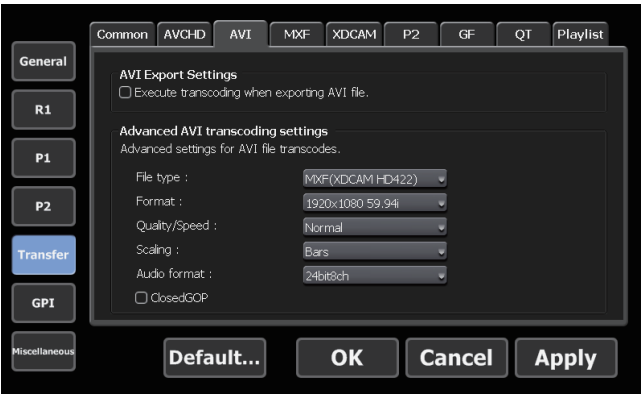 Common AVCHD AVI MXF XDCAM P2 GF QT Playlist
General
R1
P1
P2
Transfer
GPI
Miscellaneous
AVI Export Settings
Execute transcoding when exporting AVI file.
Advanced AVI transcoding settings
Advanced settings for AVI file transcodes.
File type : MXF(XDCAM HD422)
Format : 1920x1080 59.94i
Quality/Speed : Normal
Scaling : Bars
Audio format : 24bit8ch
ClosedGOP
Default... OK Cancel Apply